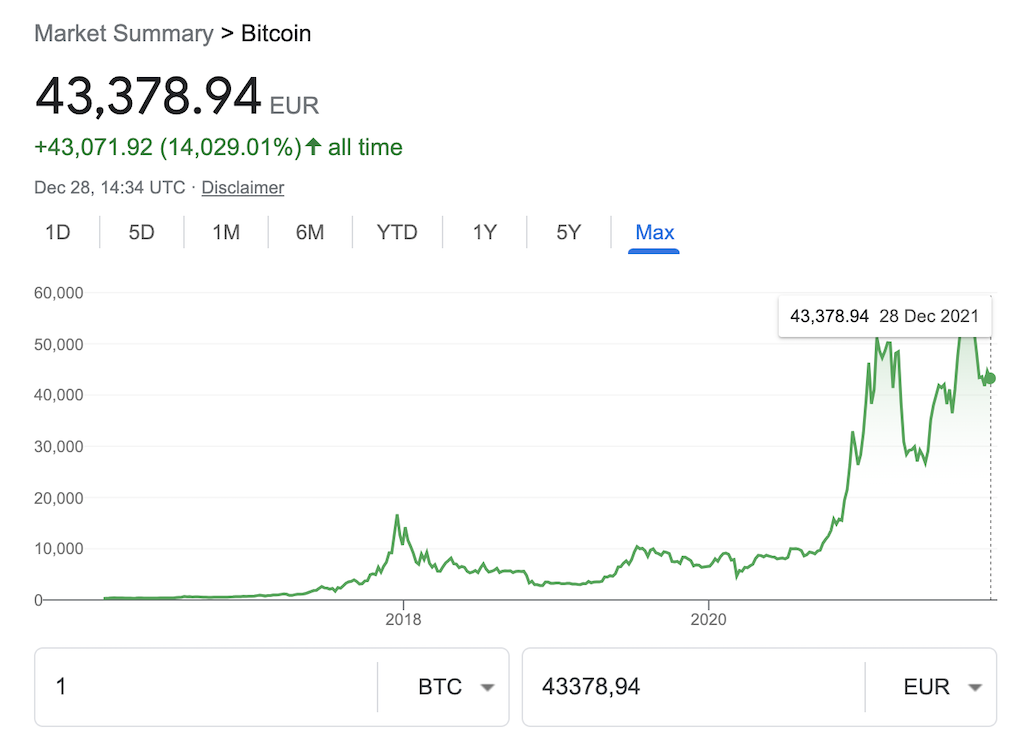 Market Summary > Bitcoin
43,378.94 EUR
+43,071.92 (14,029.01%)↑ all time
Dec 28, 14:34 UTC · Disclaimer
1D 5D 1M 6M YTD 1Y 5Y Max
60,000
43,378.94 28 Dec 2021
50,000
40,000
30,000
20,000
10,000
0
2018 2020
1 BTC 43378,94 EUR